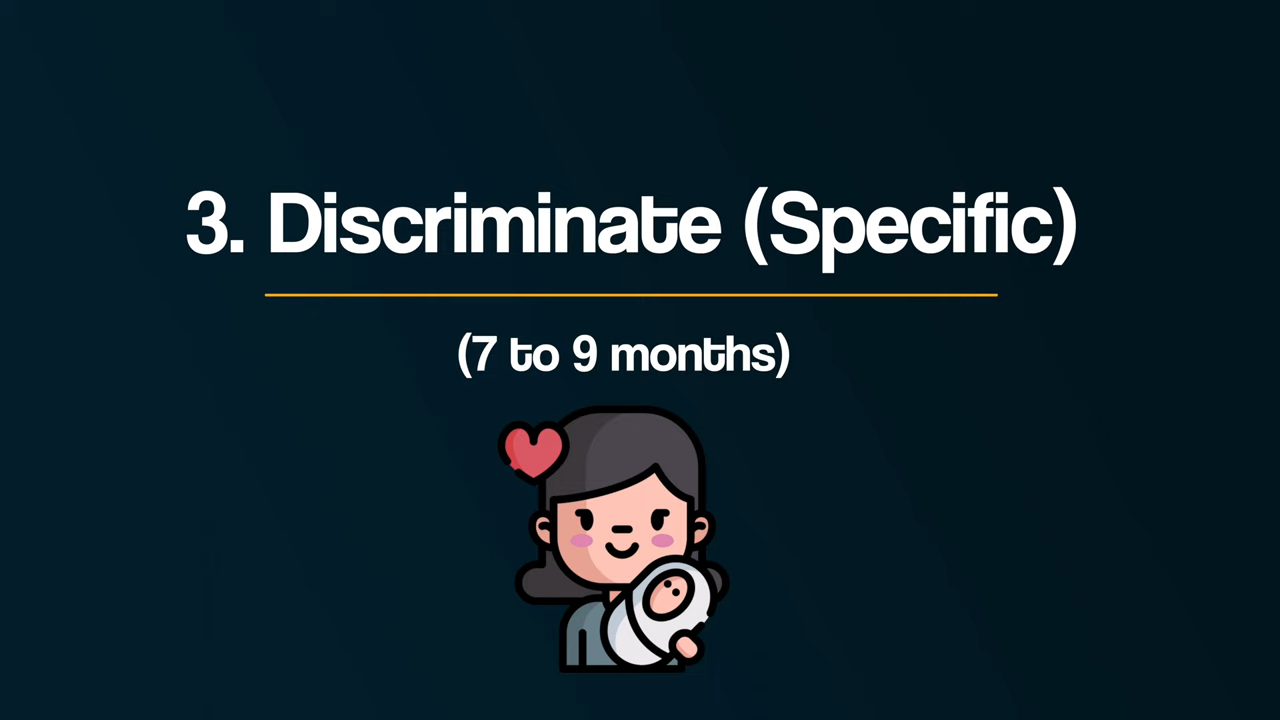 3. Discriminate (Specific)
(7 to 9 months)